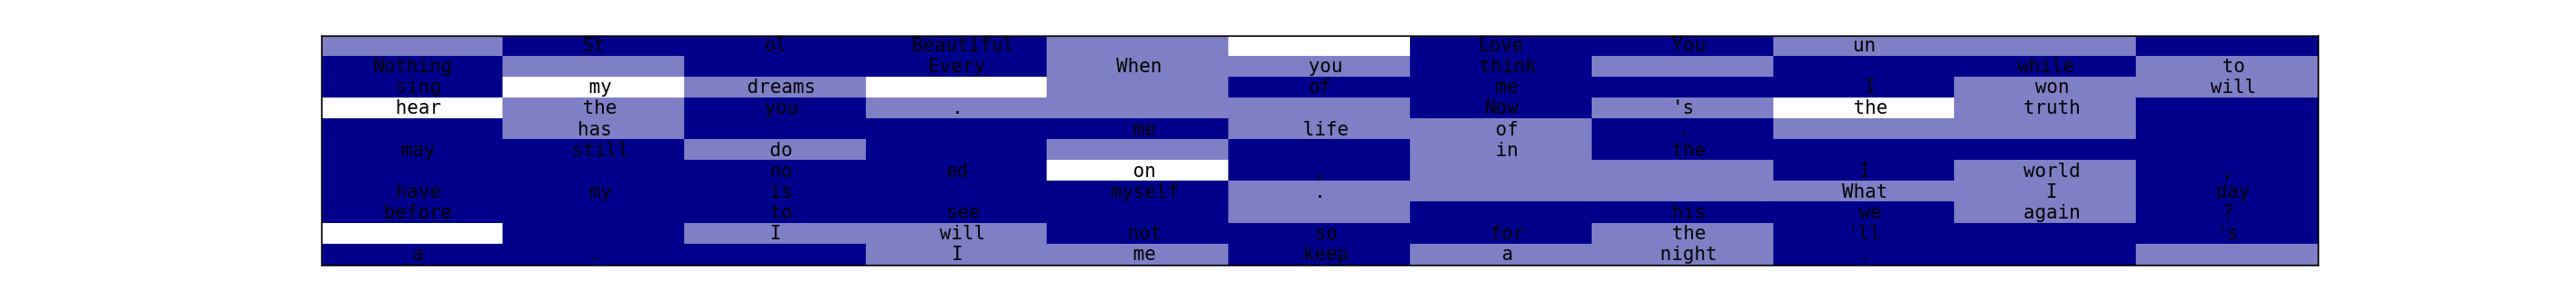 St ol Beautiful Love You un
Nothing Every When you think while to
sing my dreams of me I won will
hear the you . Now 's the truth
has me life of .
may still do in the
no ed on , I world ,
have my is myself . What I day
before to see his we again ?
I will not so for the 'll 's
a . I me keep a night .